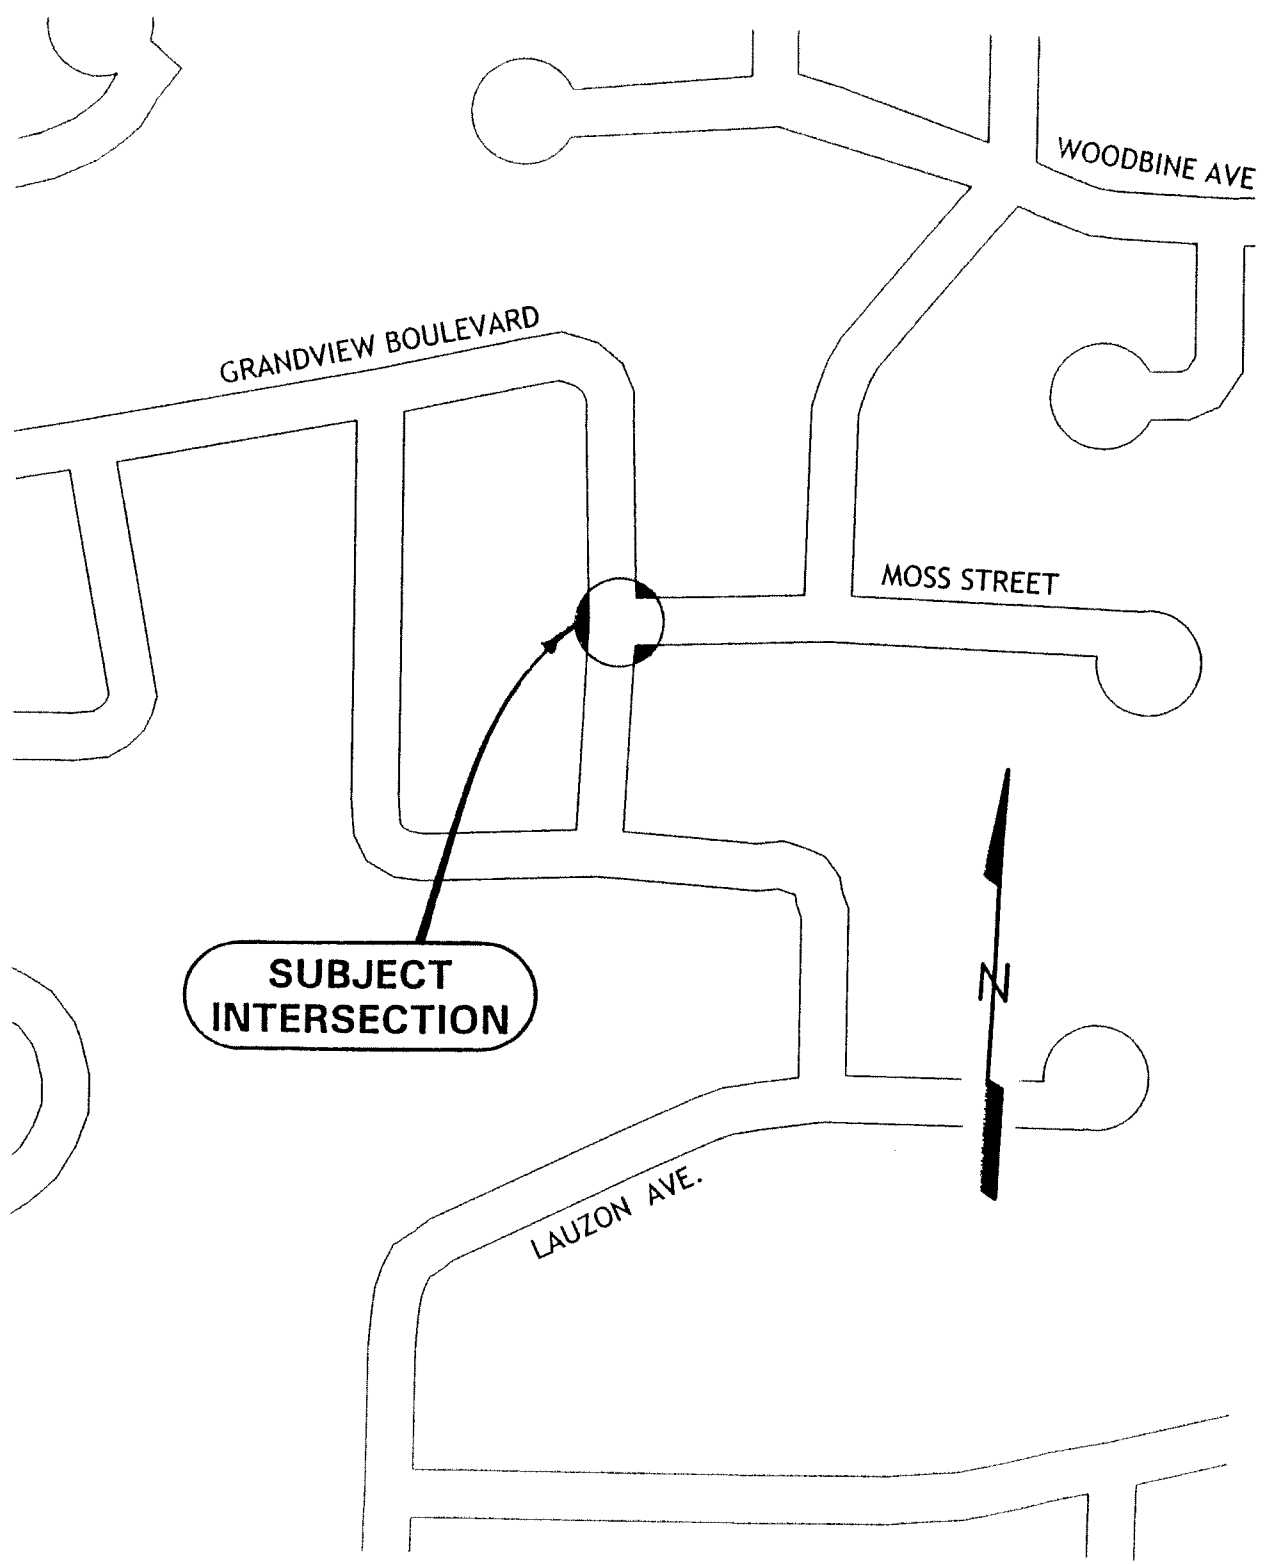 WOODBINE AVE
GRANDVIEW BOULEVARD
MOSS STREET
SUBJECT
INTERSECTION
N
LAUZON AVE.